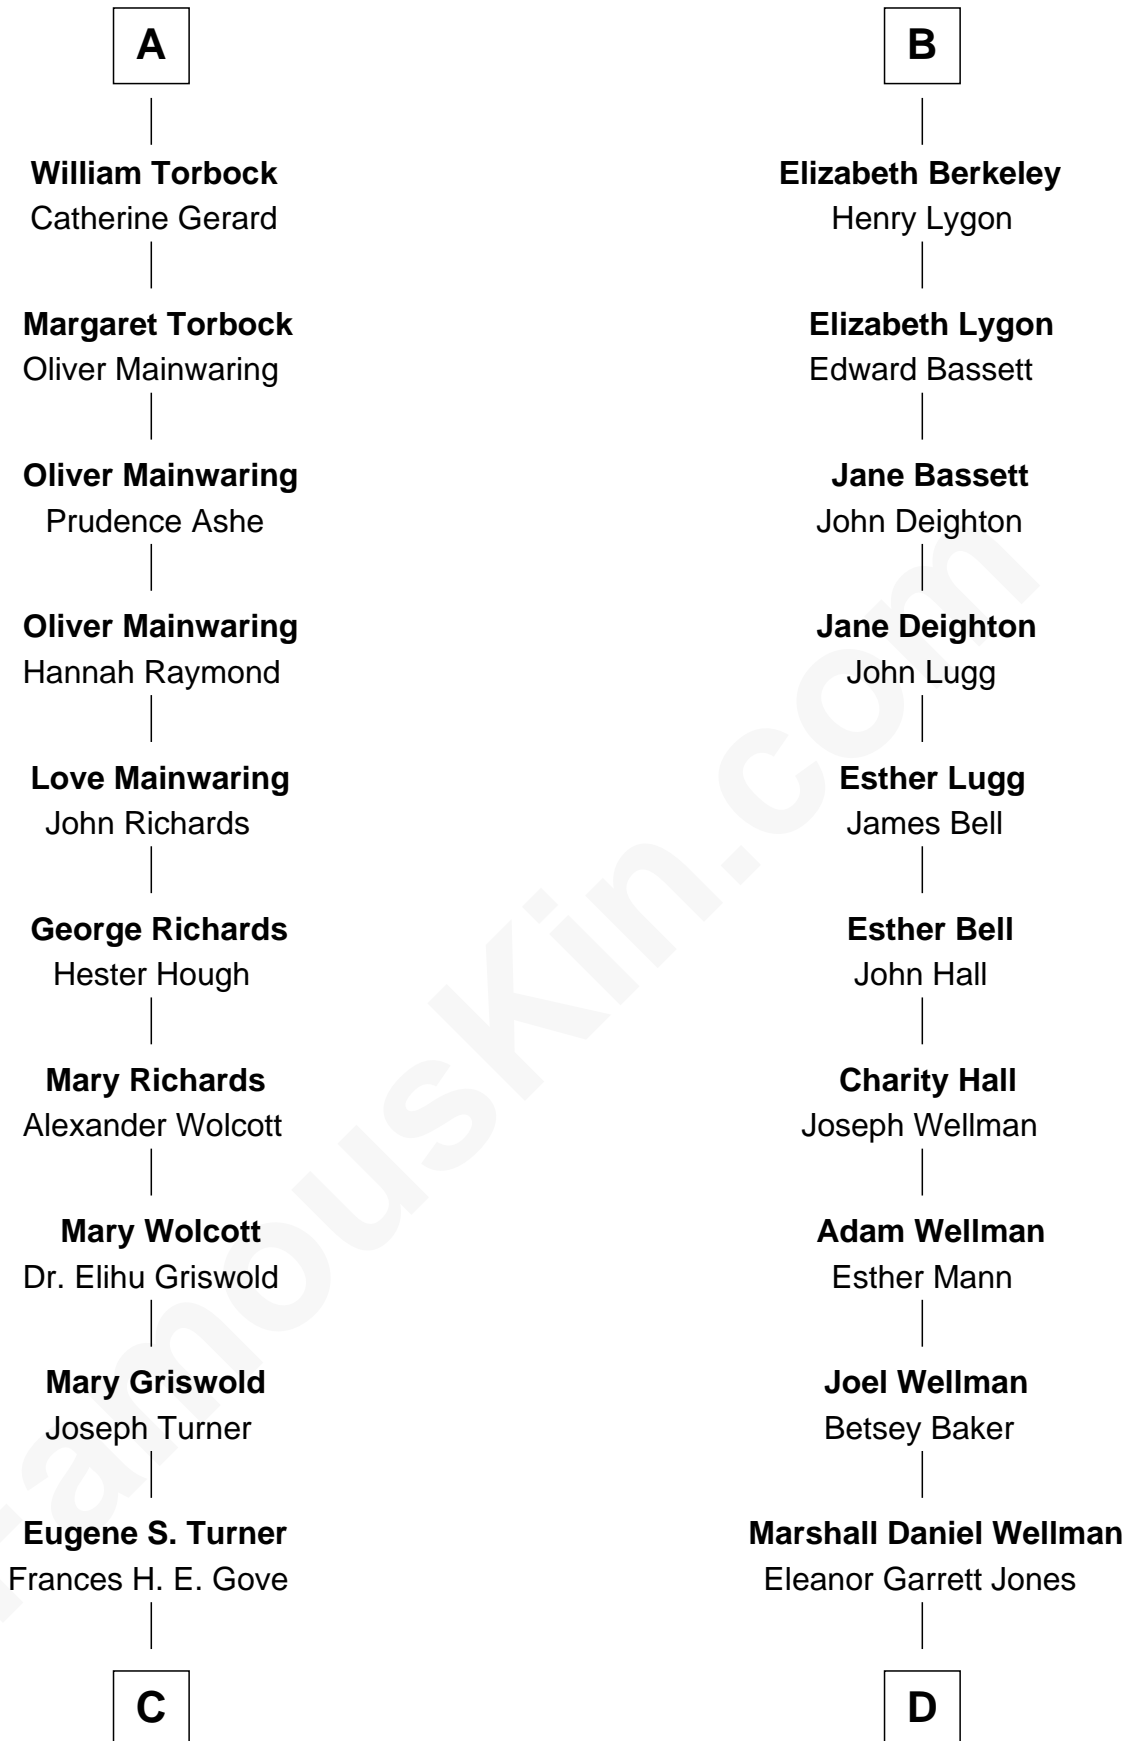 A
William Torbock
Catherine Gerard
Margaret Torbock
Oliver Mainwaring
Oliver Mainwaring
Prudence Ashe
Oliver Mainwaring
Hannah Raymond
Love Mainwaring
John Richards
George Richards
Hester Hough
Mary Richards
Alexander Wolcott
Mary Wolcott
Dr. Elihu Griswold
Mary Griswold
Joseph Turner
Eugene S. Turner
Frances H. E. Gove
C
B
Elizabeth Berkeley
Henry Lygon
Elizabeth Lygon
Edward Bassett
Jane Bassett
John Deighton
Jane Deighton
John Lugg
Esther Lugg
James Bell
Esther Bell
John Hall
Charity Hall
Joseph Wellman
Adam Wellman
Esther Mann
Joel Wellman
Betsey Baker
Marshall Daniel Wellman
Eleanor Garrett Jones
D
FamousKin.com